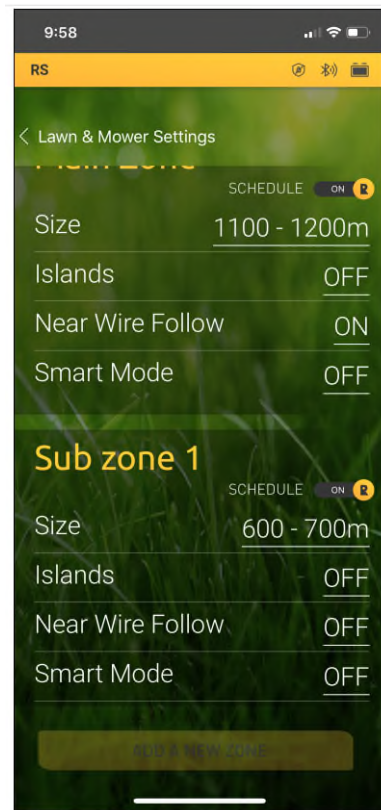 9:58
RS
Lawn & Mower Settings
Main Zone
SCHEDULE ON R
Size 1100 - 1200m
Islands OFF
Near Wire Follow ON
Smart Mode OFF
Sub zone 1
SCHEDULE ON R
Size 600 - 700m
Islands OFF
Near Wire Follow OFF
Smart Mode OFF
ADD A NEW ZONE